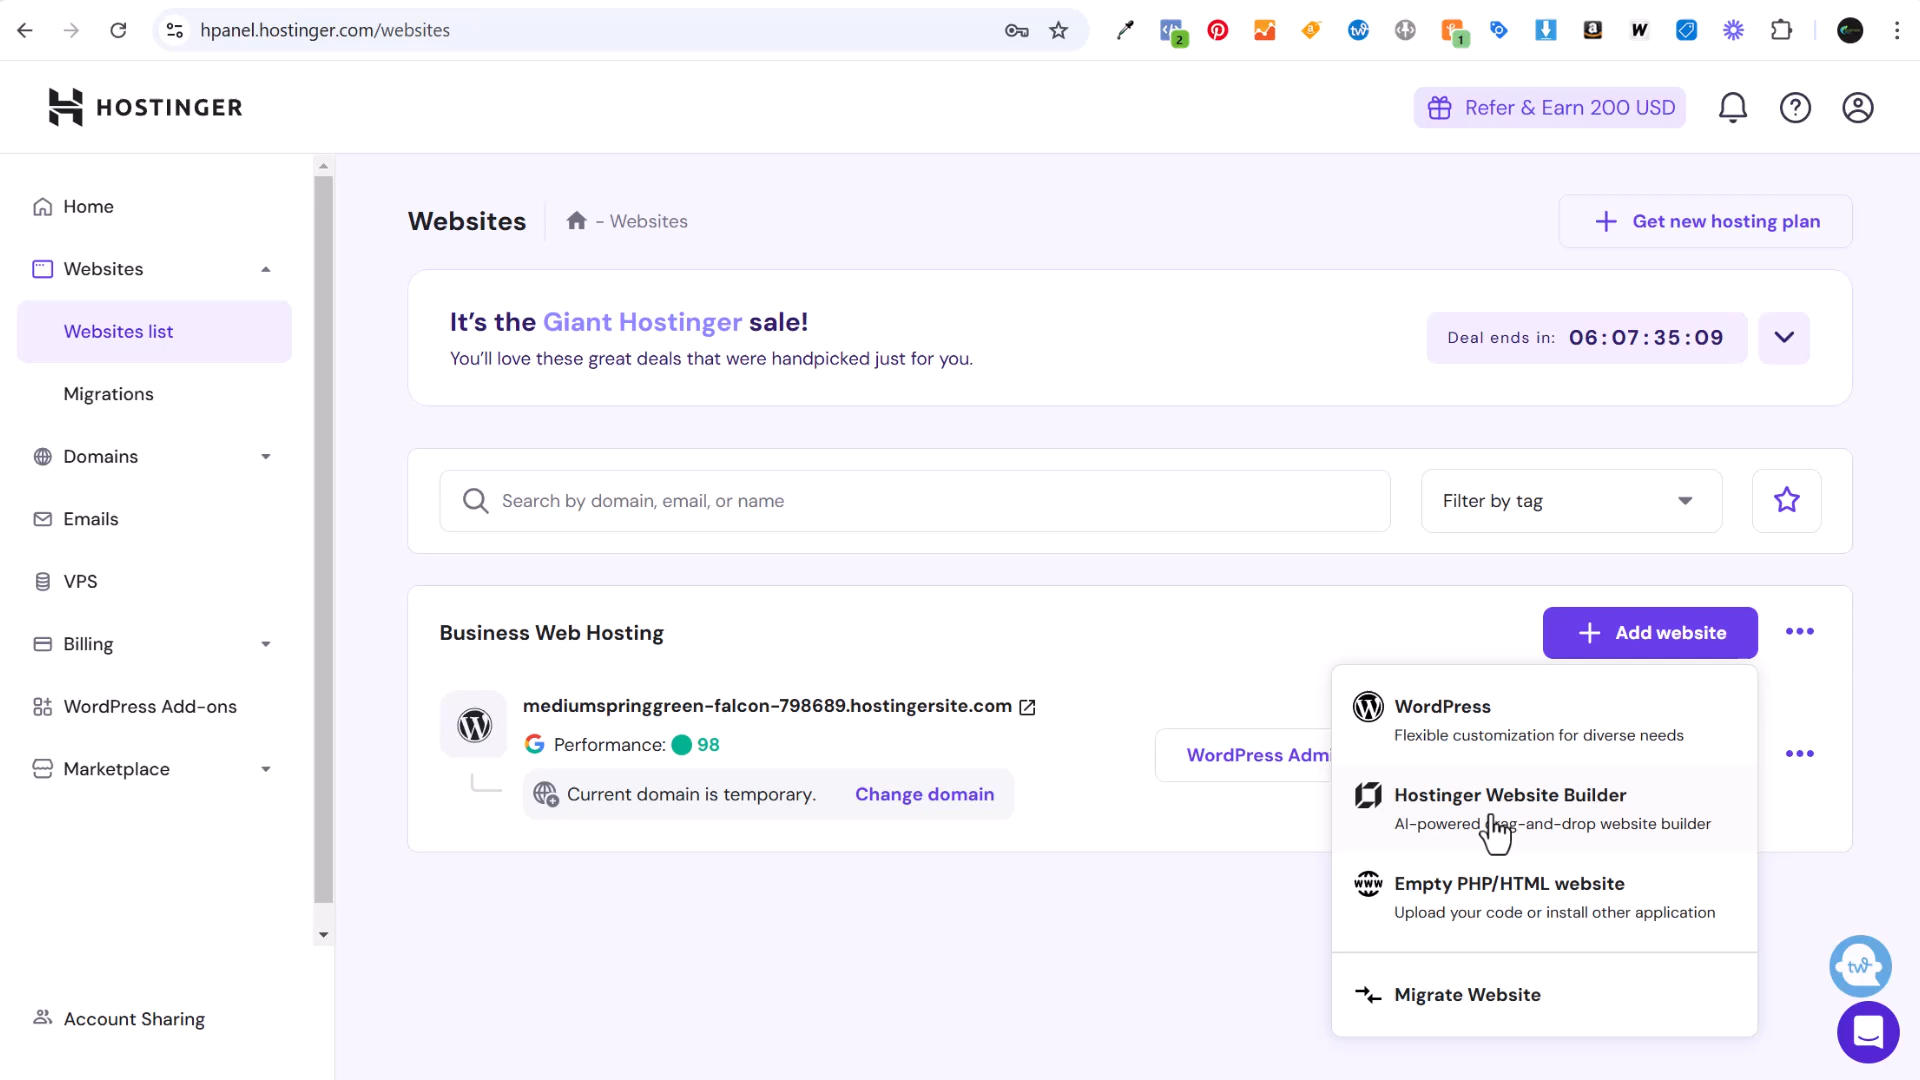 hpanel.hostinger.com/websites
2
1
a
W
HOSTINGER
Refer & Earn 200 USD
Home
Websites
Websites list
Migrations
Domains
Emails
VPS
Billing
WordPress Add-ons
Marketplace
Account Sharing
Websites
- Websites
Get new hosting plan
It's the Giant Hostinger sale!
You'll love these great deals that were handpicked just for you.
Deal ends in: 06:07:35:09
Search by domain, email, or name
Filter by tag
Business Web Hosting
Add website
mediumspringgreen-falcon-798689.hostingersite.com
Performance: 98
Current domain is temporary.
Change domain
WordPress Admi
WordPress
Flexible customization for diverse needs
Hostinger Website Builder
AI-powered drag-and-drop website builder
WWW
Empty PHP/HTML website
Upload your code or install other application
Migrate Website
tw